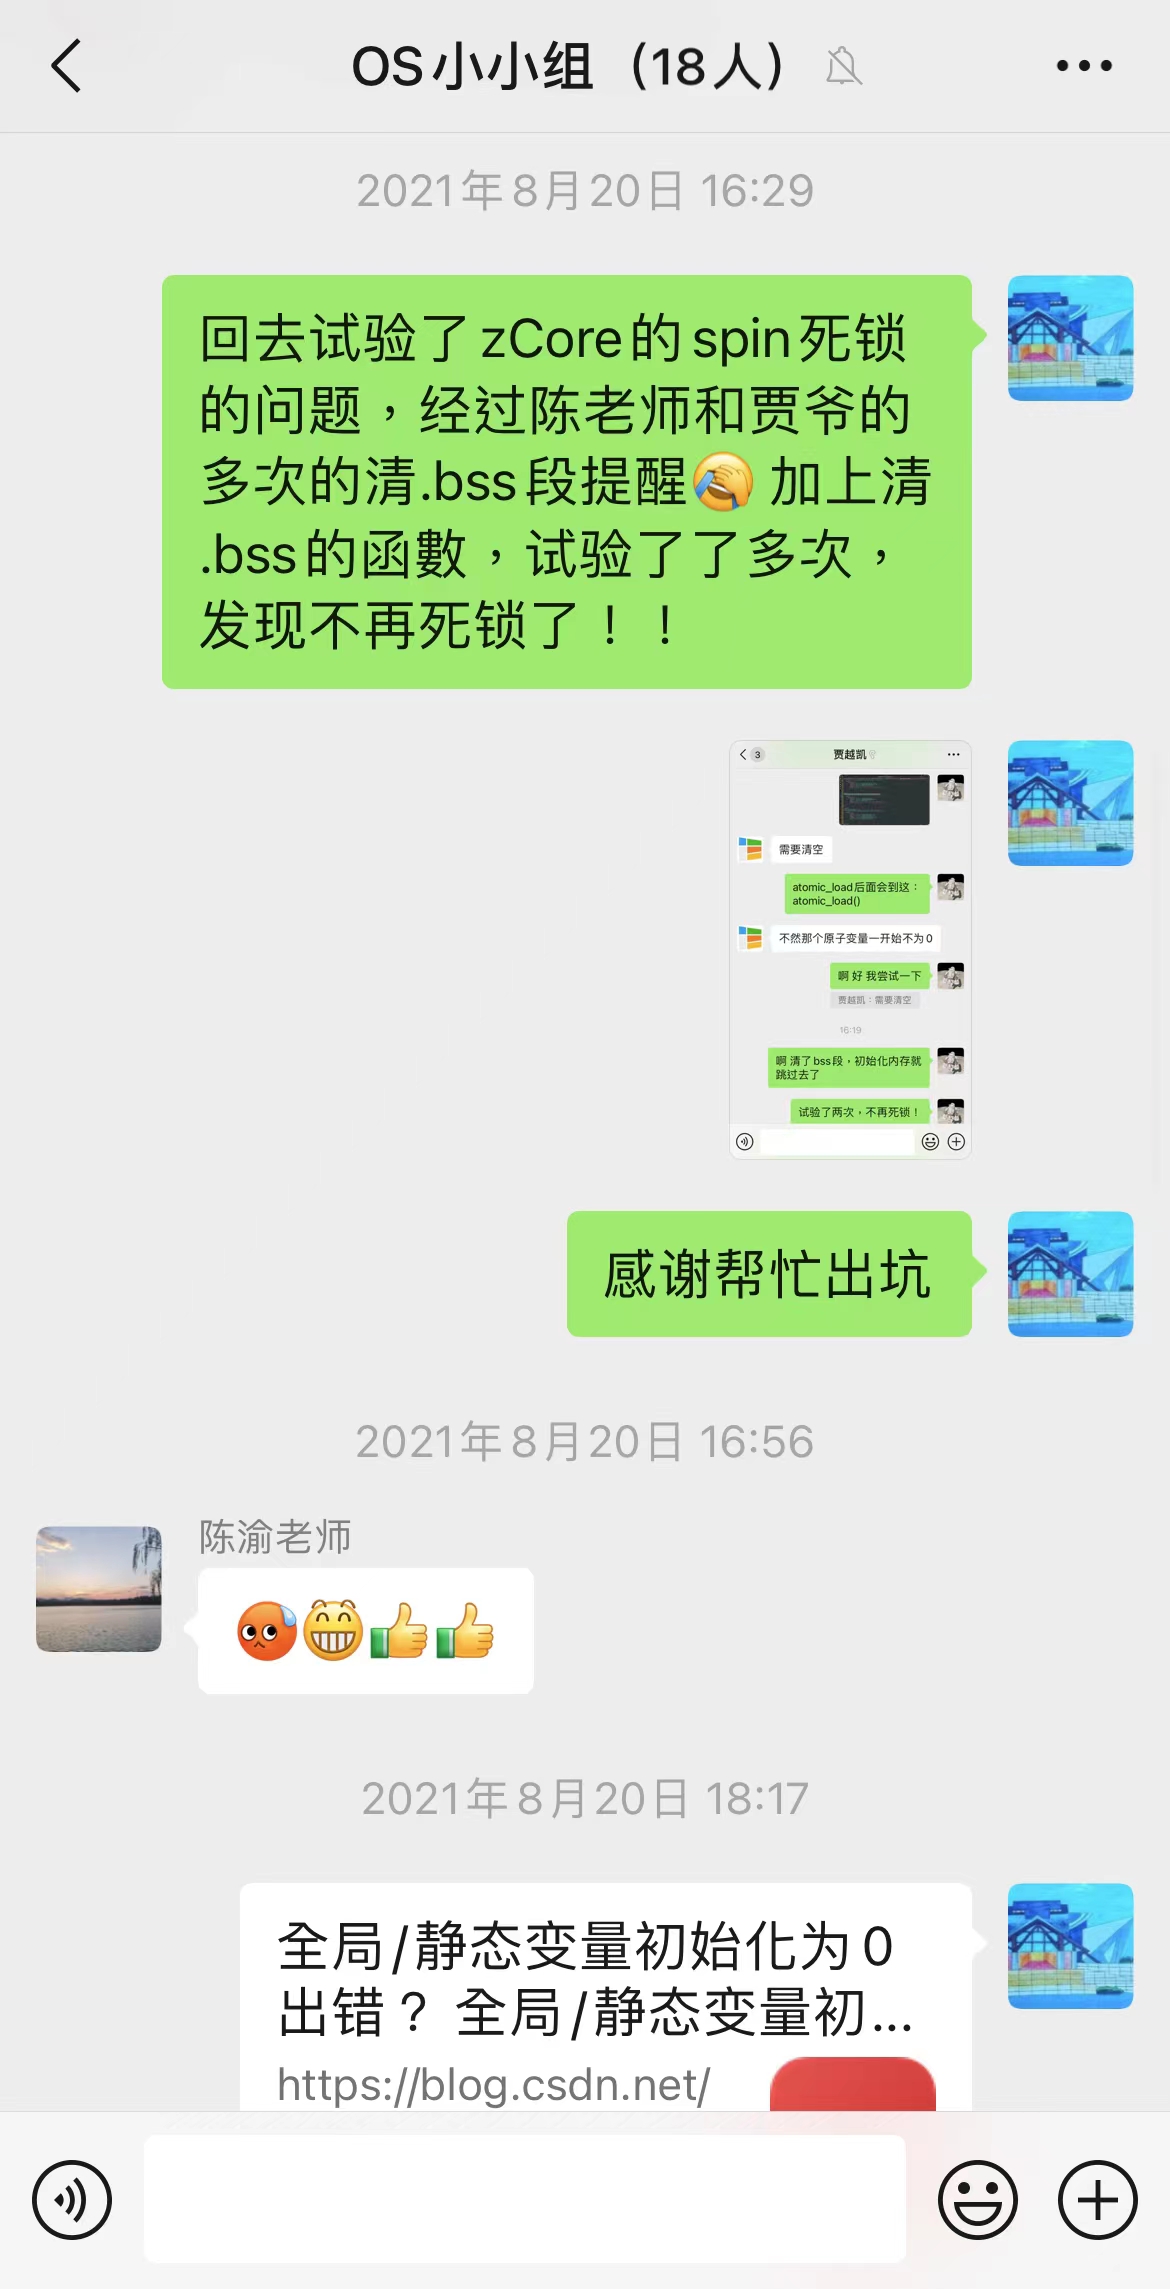 OS小小组（18人）
2021年8月20日 16:29
回去试验了zCore的spin死锁
的问题，经过陈老师和贾爷的
多次的清.bss段提醒🤦加上清
.bss的函數，试验了了多次，
发现不再死锁了！！
3
贾越凯
需要清空
atomic_load后面会到这：
atomic_load()
不然那个原子变量一开始不为0
啊 好 我尝试一下
贾越凯：需要清空
16:19
啊 清了bss段，初始化内存就
跳过去了
试验了两次，不再死锁！
感谢帮忙出坑
2021年8月20日 16:56
陈渝老师
2021年8月20日 18:17
全局/静态变量初始化为0
出错？ 全局/静态变量初...
https://blog.csdn.net/